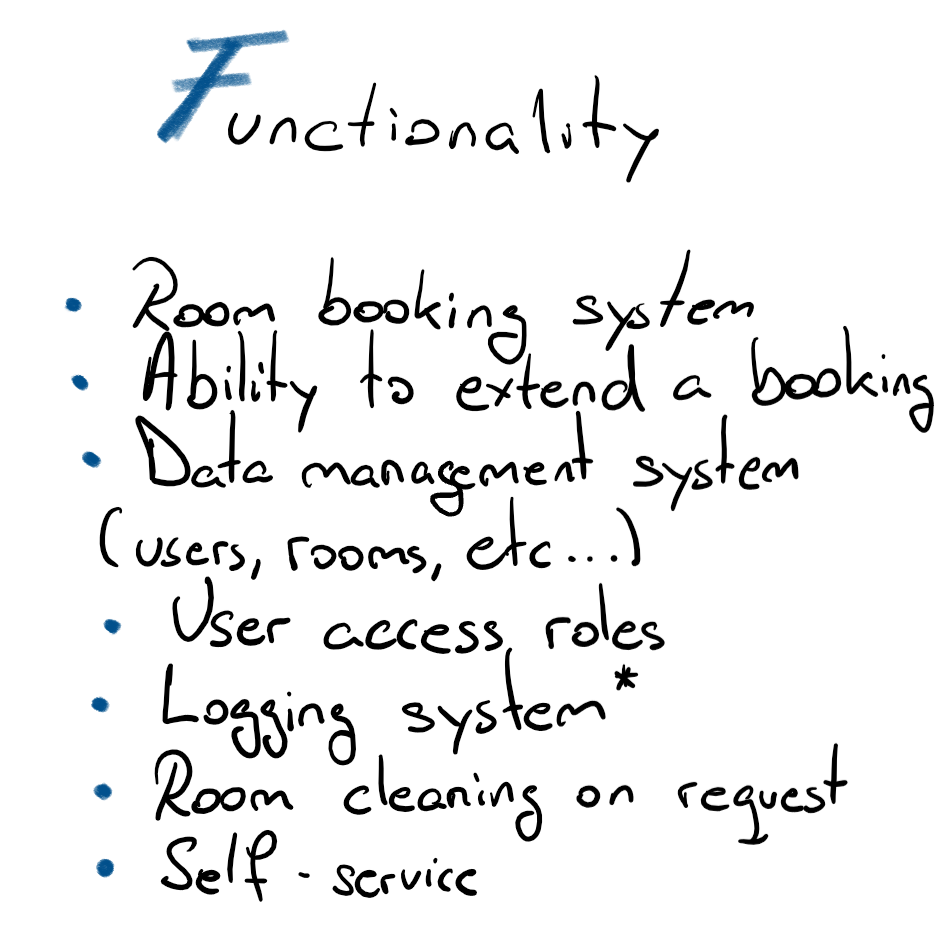 Functionality
• Room booking system
• Ability to extend a booking
• Data management system
(users, rooms, etc...)
• User access roles
• Logging system*
• Room cleaning on request
• Self - service